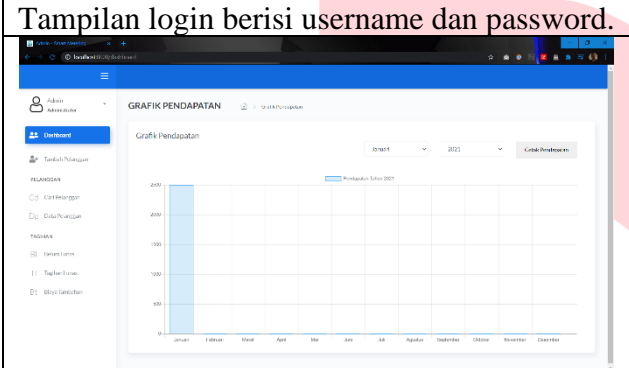 Tampilan login berisi username dan password.
Admin
GRAFIK PENDAPATAN
Grafik Pendapatan
Administrator
Grafik Pendapatan
Dashboard
Januari
2021
Cetak Pendapatan
Tambah Pelanggan
PELANGGAN
Pendapatan Tahun 2021
Cari Pelanggan
Data Pelanggan
TAGIHAN
Belum Lunas
Biaya Tambahan
2500
2000
1500
1000
500
0
Januari Februari Maret April Mei Juni Juli Agustus September Oktober November Desember